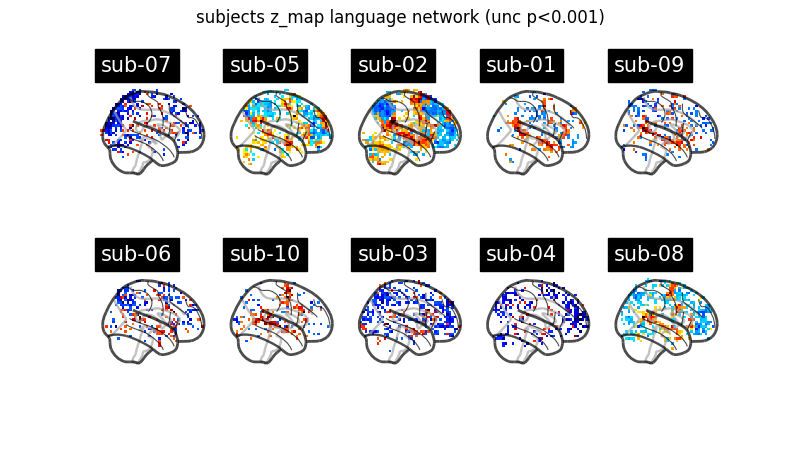 subjects z_map language network (unc p<0.001)
sub-07 sub-05 sub-02 sub-01 sub-09
sub-06 sub-10 sub-03 sub-04 sub-08